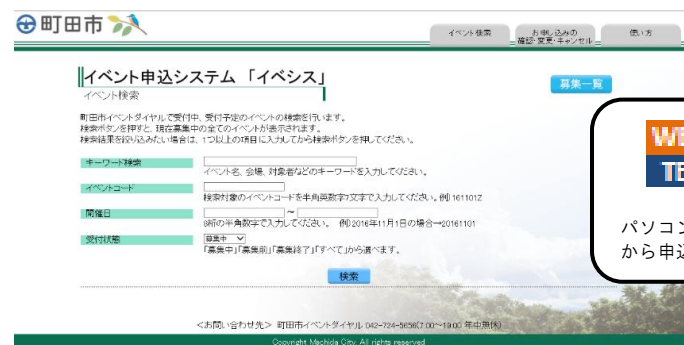 町田市
イベント検索
お申し込みの
確認・変更・キャンセル
使い方
イベント申込システム 「イベシス」
イベント検索
募集一覧
町田市イベントダイヤルで受付中、受付予定のイベントの検索を行います。
検索ボタンを押すと、現在募集中の全てのイベントが表示されます。
検索結果を絞り込みたい場合は、1つ以上の項目に入力してから検索ボタンを押してください。
キーワード検索
イベント名、会場、対象者などのキーワードを入力してください。
イベントコード
検索対象のイベントコードを半角英数字7文字で入力してください。例)161101Z
開催日
~
8桁の半角数字で入力してください。 例)2016年11月1日の場合→20161101
受付状態
募集中
「募集中」「募集前」「募集終了」「すべて」から選べます。
検索
WE
TE
パソコン
から申込
<お問い合わせ先> 町田市イベントダイヤル 042-724-5656(7:00~19:00 年中無休)
Copyright Machida City. All rights reserved